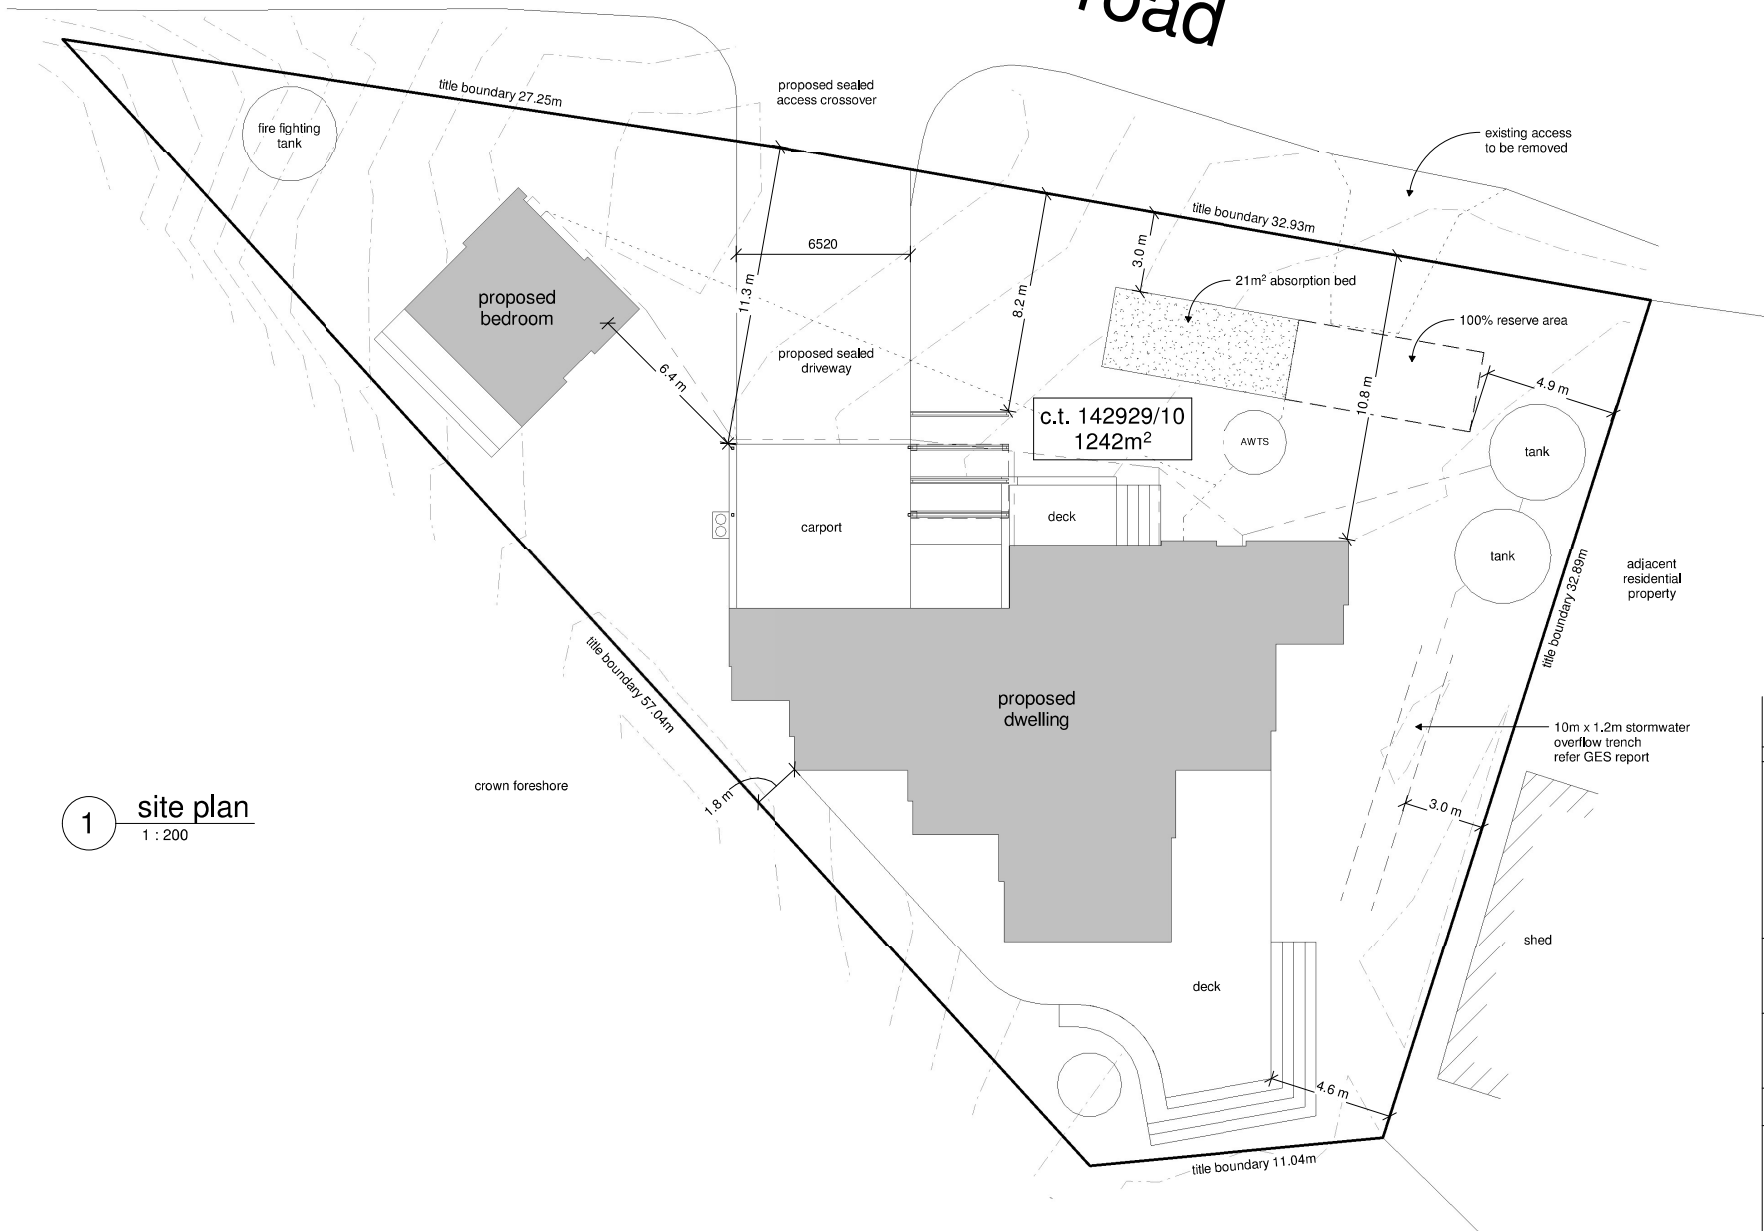 road
title boundary 27.25m
proposed sealed
access crossover
fire fighting
tank
existing access
to be removed
title boundary 32.93m
6520
3.0 m
11.3 m
8.2 m
21m² absorption bed
proposed
bedroom
100% reserve area
proposed sealed
driveway
6.4 m
10.8 m
4.9 m
c.t. 142929/10
1242m²
AWTS
tank
carport
deck
tank
adjacent
residential
property
title boundary 32.89m
title boundary 57.04m
proposed
dwelling
10m x 1.2m stormwater
overflow trench
refer GES report
crown foreshore
1.8 m
3.0 m
1
site plan
1 : 200
shed
deck
4.6 m
title boundary 11.04m